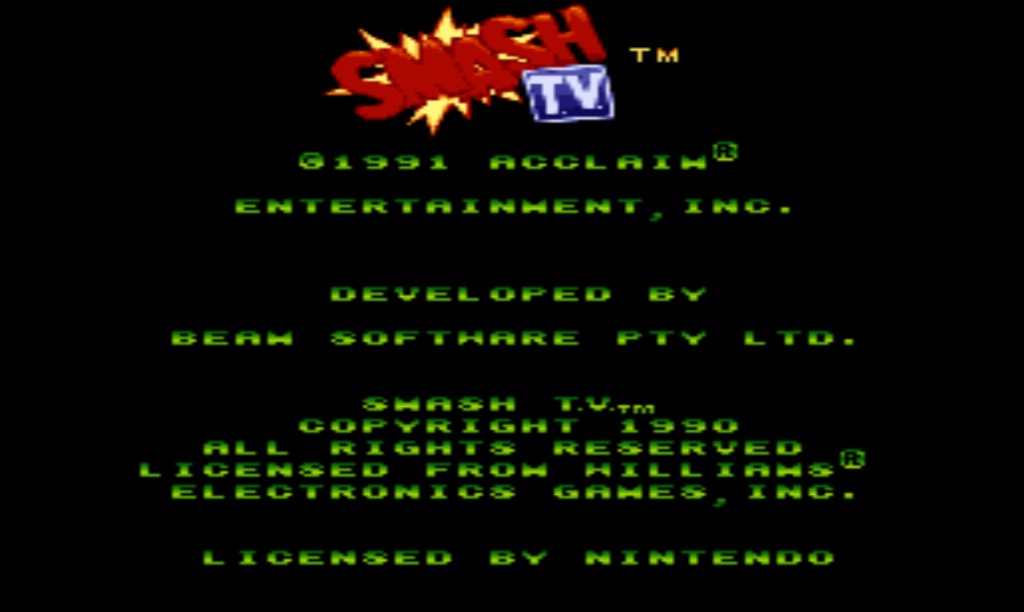 SMASH TV ™
©1991 ACCLAIM®
ENTERTAINMENT, INC.
DEVELOPED BY
BEAM SOFTWARE PTY LTD.
SMASH T.V.™
COPYRIGHT 1990
ALL RIGHTS RESERVED
LICENSED FROM WILLIAMS®
ELECTRONICS GAMES, INC.
LICENSED BY NINTENDO